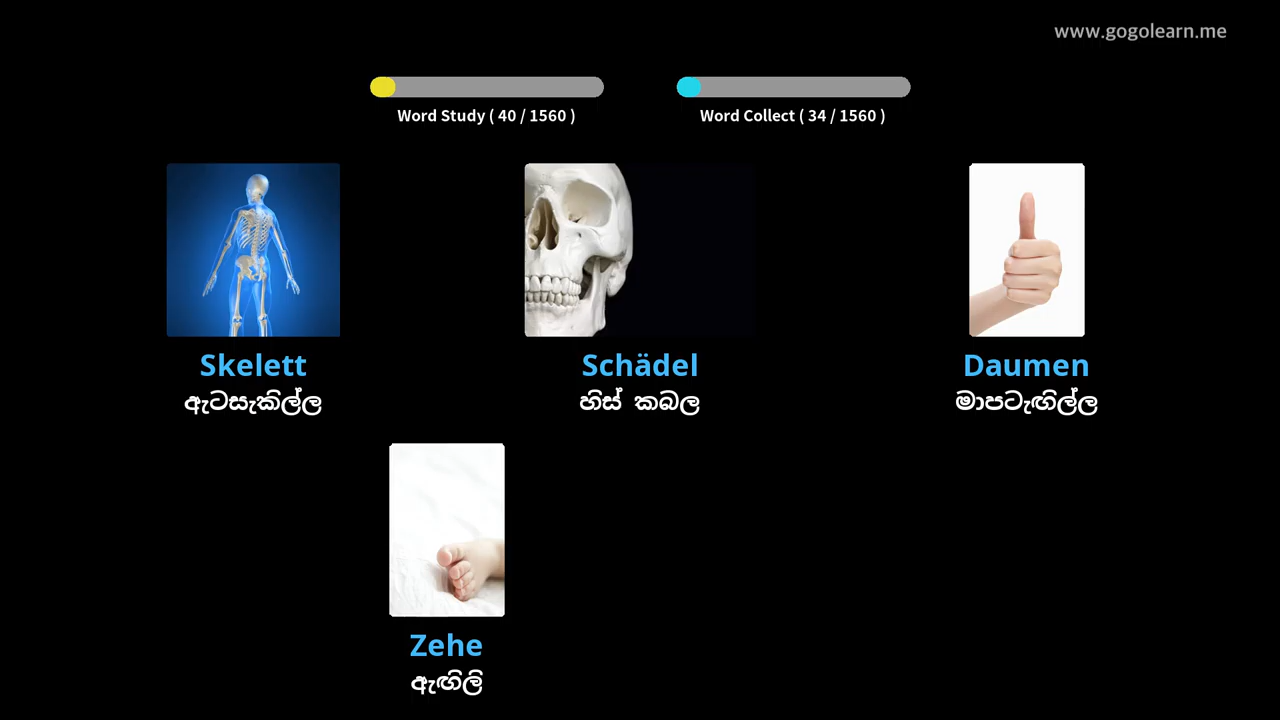 www.gogolearn.me
Word Study ( 40 / 1560 )
Word Collect ( 34 / 1560 )
Skelett
ඇටසැකිල්ල
Schädel
හිස් කබල
Daumen
මාපටැඟිල්ල
Zehe
ඇඟිලි